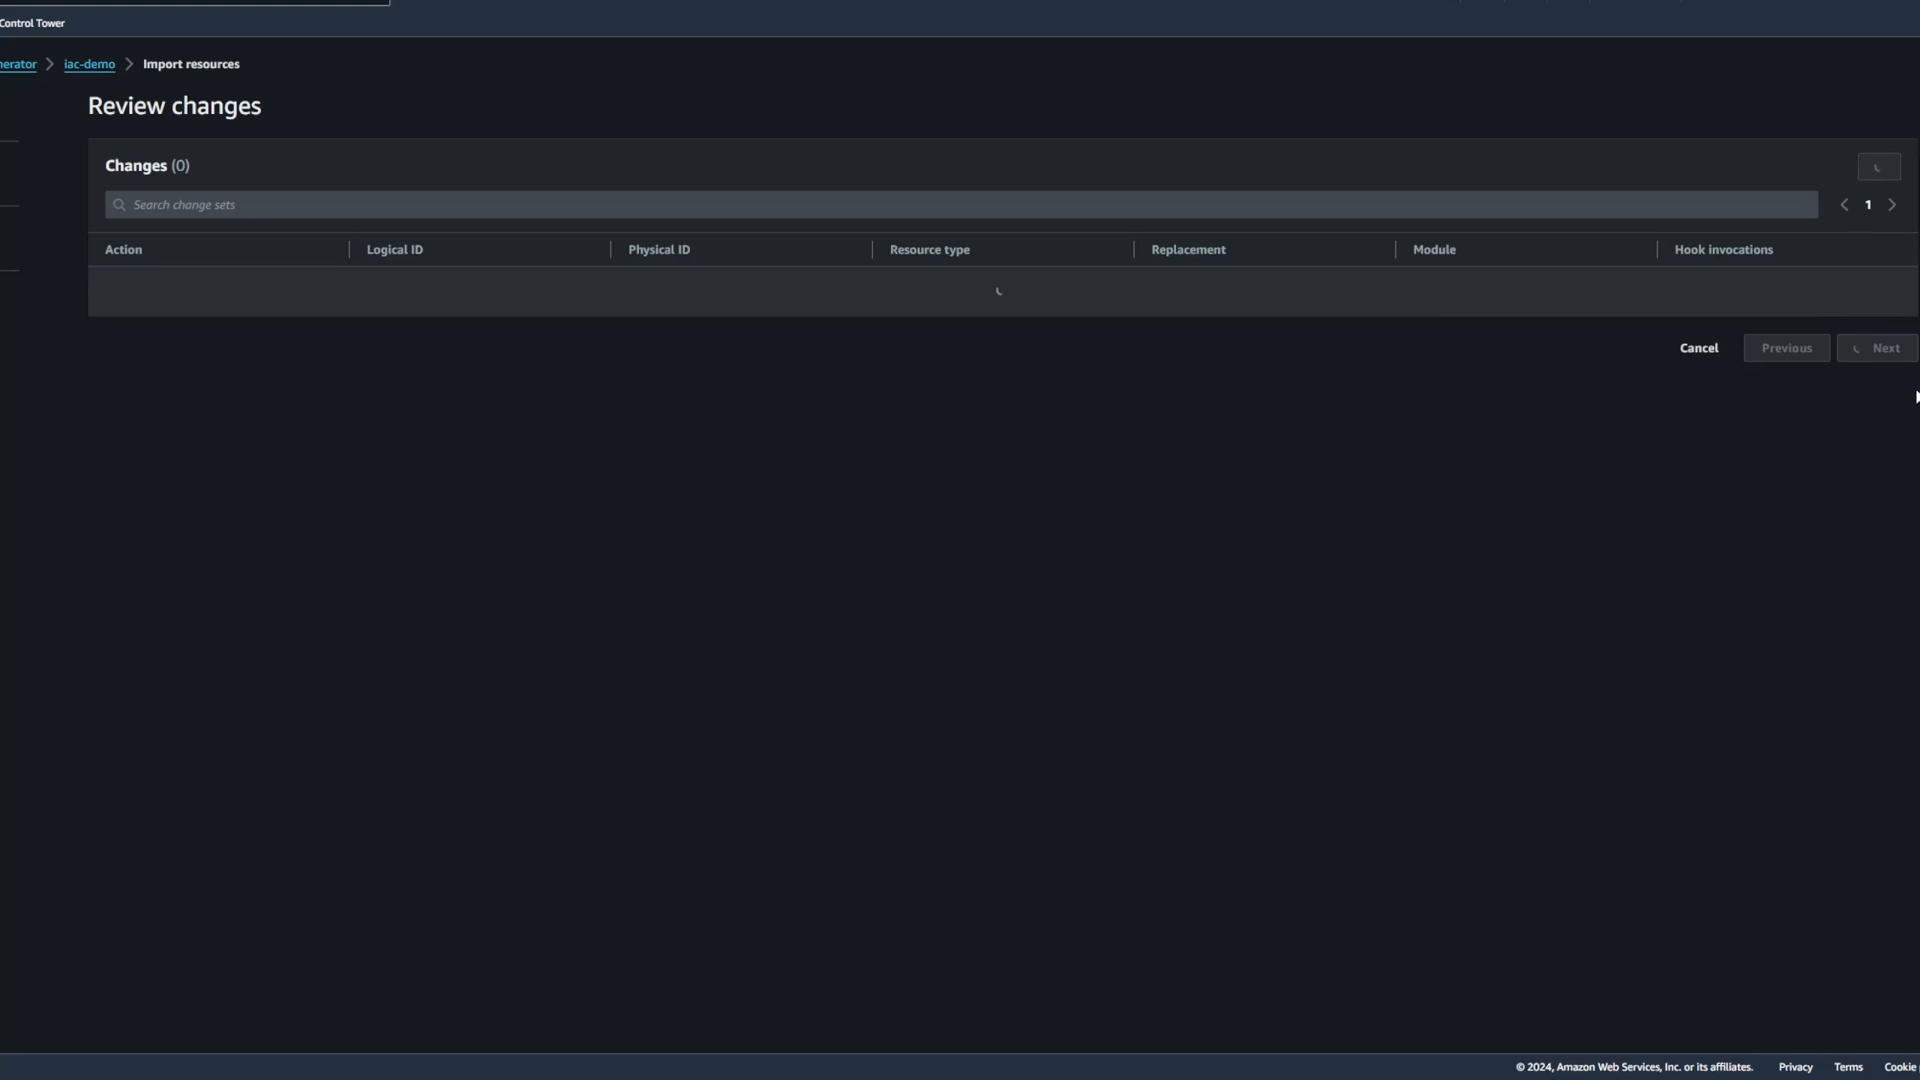 Control Tower
nerator > iac-demo > Import resources
Review changes
Changes (0)
Search change sets
< 1 >
Action Logical ID Physical ID Resource type Replacement Module Hook invocations
Cancel Previous Next
© 2024, Amazon Web Services, Inc. or its affiliates. Privacy Terms Cookie